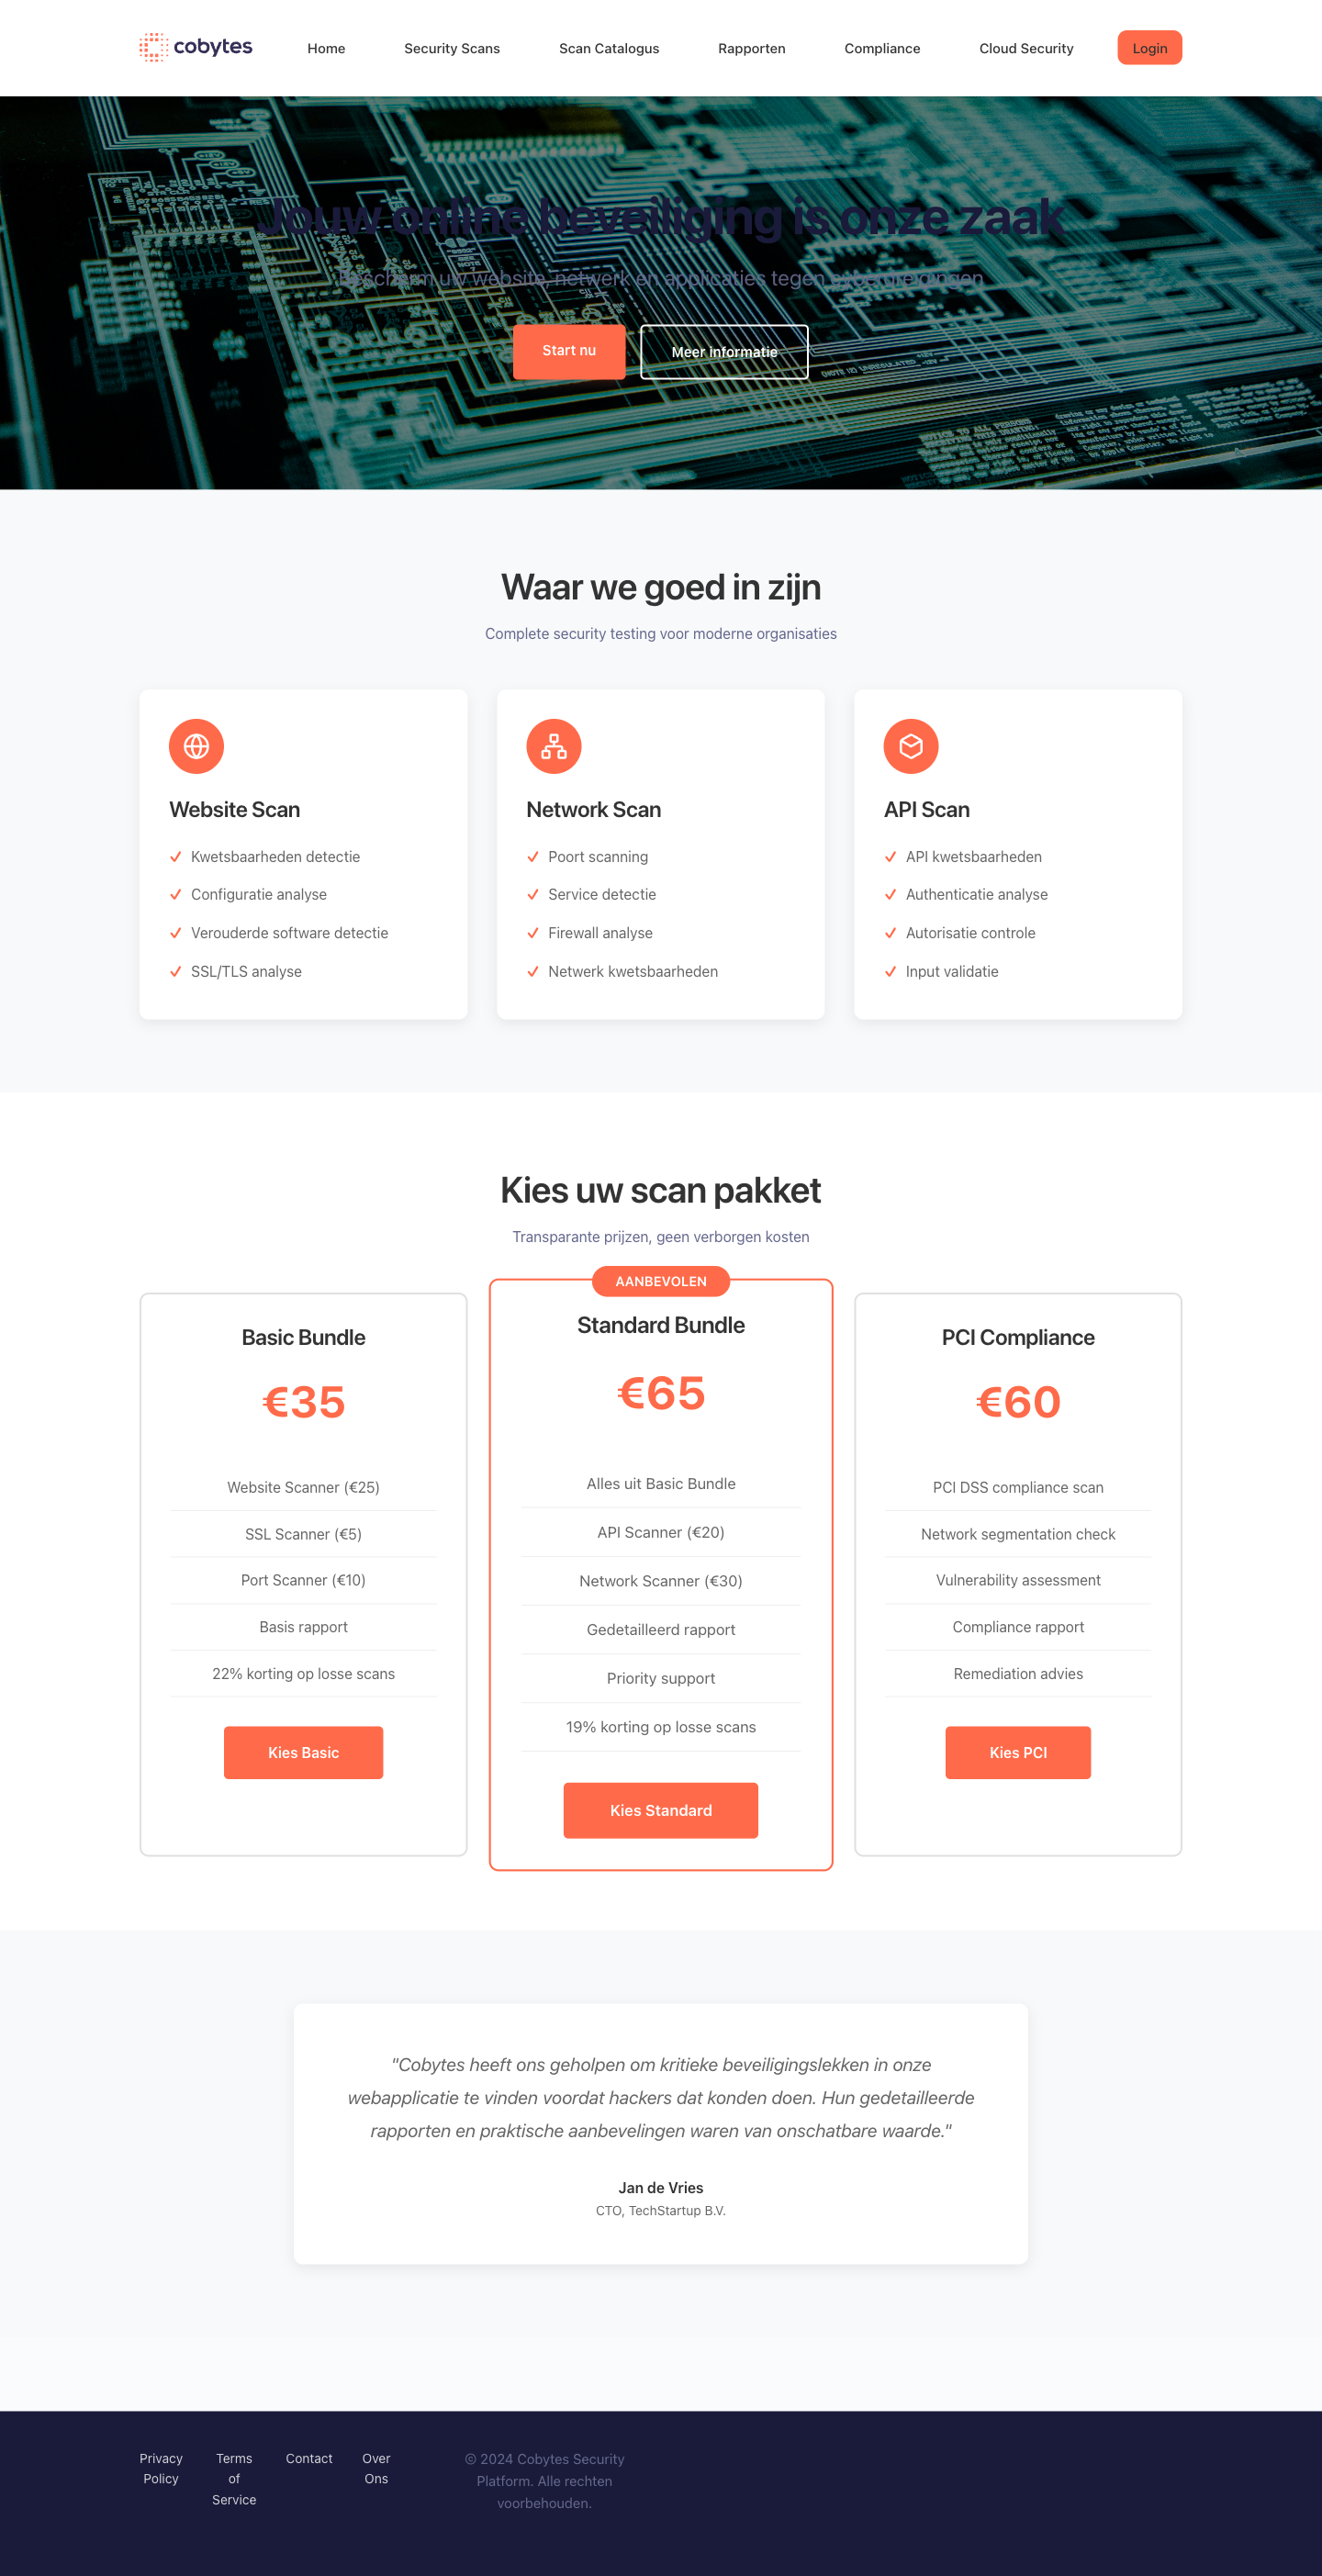 cobytes
Home
Security Scans
Scan Catalogus
Rapporten
Compliance
Cloud Security
Login
Jouw online beveiliging is onze zaak
Bescherm uw website, netwerk en applicaties tegen cyberdreigingen
Start nu
Meer informatie
Waar we goed in zijn
Complete security testing voor moderne organisaties
Website Scan
Kwetsbaarheden detectie
Configuratie analyse
Verouderde software detectie
SSL/TLS analyse
Network Scan
Poort scanning
Service detectie
Firewall analyse
Netwerk kwetsbaarheden
API Scan
API kwetsbaarheden
Authenticatie analyse
Autorisatie controle
Input validatie
Kies uw scan pakket
Transparante prijzen, geen verborgen kosten
Basic Bundle
€35
Website Scanner (€25)
SSL Scanner (€5)
Port Scanner (€10)
Basis rapport
22% korting op losse scans
Kies Basic
AANBEVOLEN
Standard Bundle
€65
Alles uit Basic Bundle
API Scanner (€20)
Network Scanner (€30)
Gedetailleerd rapport
Priority support
19% korting op losse scans
Kies Standard
PCI Compliance
€60
PCI DSS compliance scan
Network segmentation check
Vulnerability assessment
Compliance rapport
Remediation advies
Kies PCI
"Cobytes heeft ons geholpen om kritieke beveiligingslekken in onze
webapplicatie te vinden voordat hackers dat konden doen. Hun gedetailleerde
rapporten en praktische aanbevelingen waren van onschatbare waarde."
Jan de Vries
CTO, TechStartup B.V.
Privacy
Policy
Terms
of
Service
Contact
Over
Ons
© 2024 Cobytes Security
Platform. Alle rechten
voorbehouden.